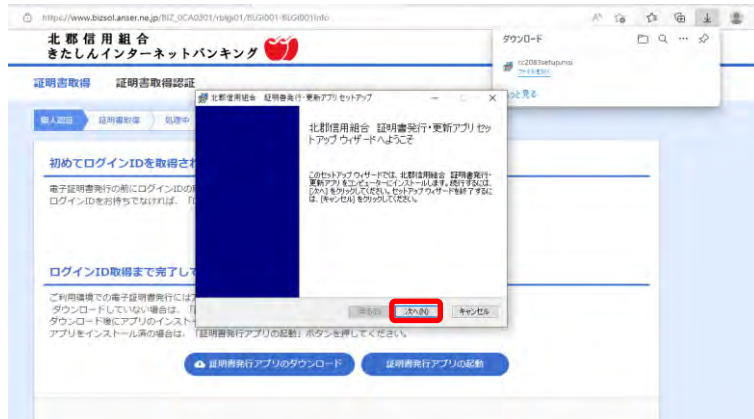 https://www.bizsol.anser.ne.jp/BIZ_0CA0301/rblgi01/BLGI001-BLGI001Info
北郡信用組合
きたしんインターネットバンキング
証明書取得 証明書取得認証
個人認証 証明書取得 処理中
初めてログインIDを取得され
電子証明書発行の前にログインIDの
ログインIDをお持ちでなければ、「
ログインID取得まで完了して
ご利用環境での電子証明書発行には
ダウンロードしていない場合は、「
ダウンロード後にアプリのインスト
アプリをインストール済の場合は、「証明書発行アプリの起動」ボタンを押してください。
証明書発行アプリのダウンロード
証明書発行アプリの起動
北郡信用組合 証明書発行・更新アプリ セットアップ
北郡信用組合 証明書発行・更新アプリ セッ
トアップ ウィザードへようこそ
このセットアップ ウィザードでは、北郡信用組合 証明書発行・
更新アプリ をコンピューターにインストールします。続行するには、
[次へ] をクリックしてください。セットアップ ウィザードを終了するに
は、[キャンセル] をクリックしてください。
戻る(B)
次へ(N)
キャンセル
ダウンロード
rc2083setup.msi
ファイルを開く
もっと見る